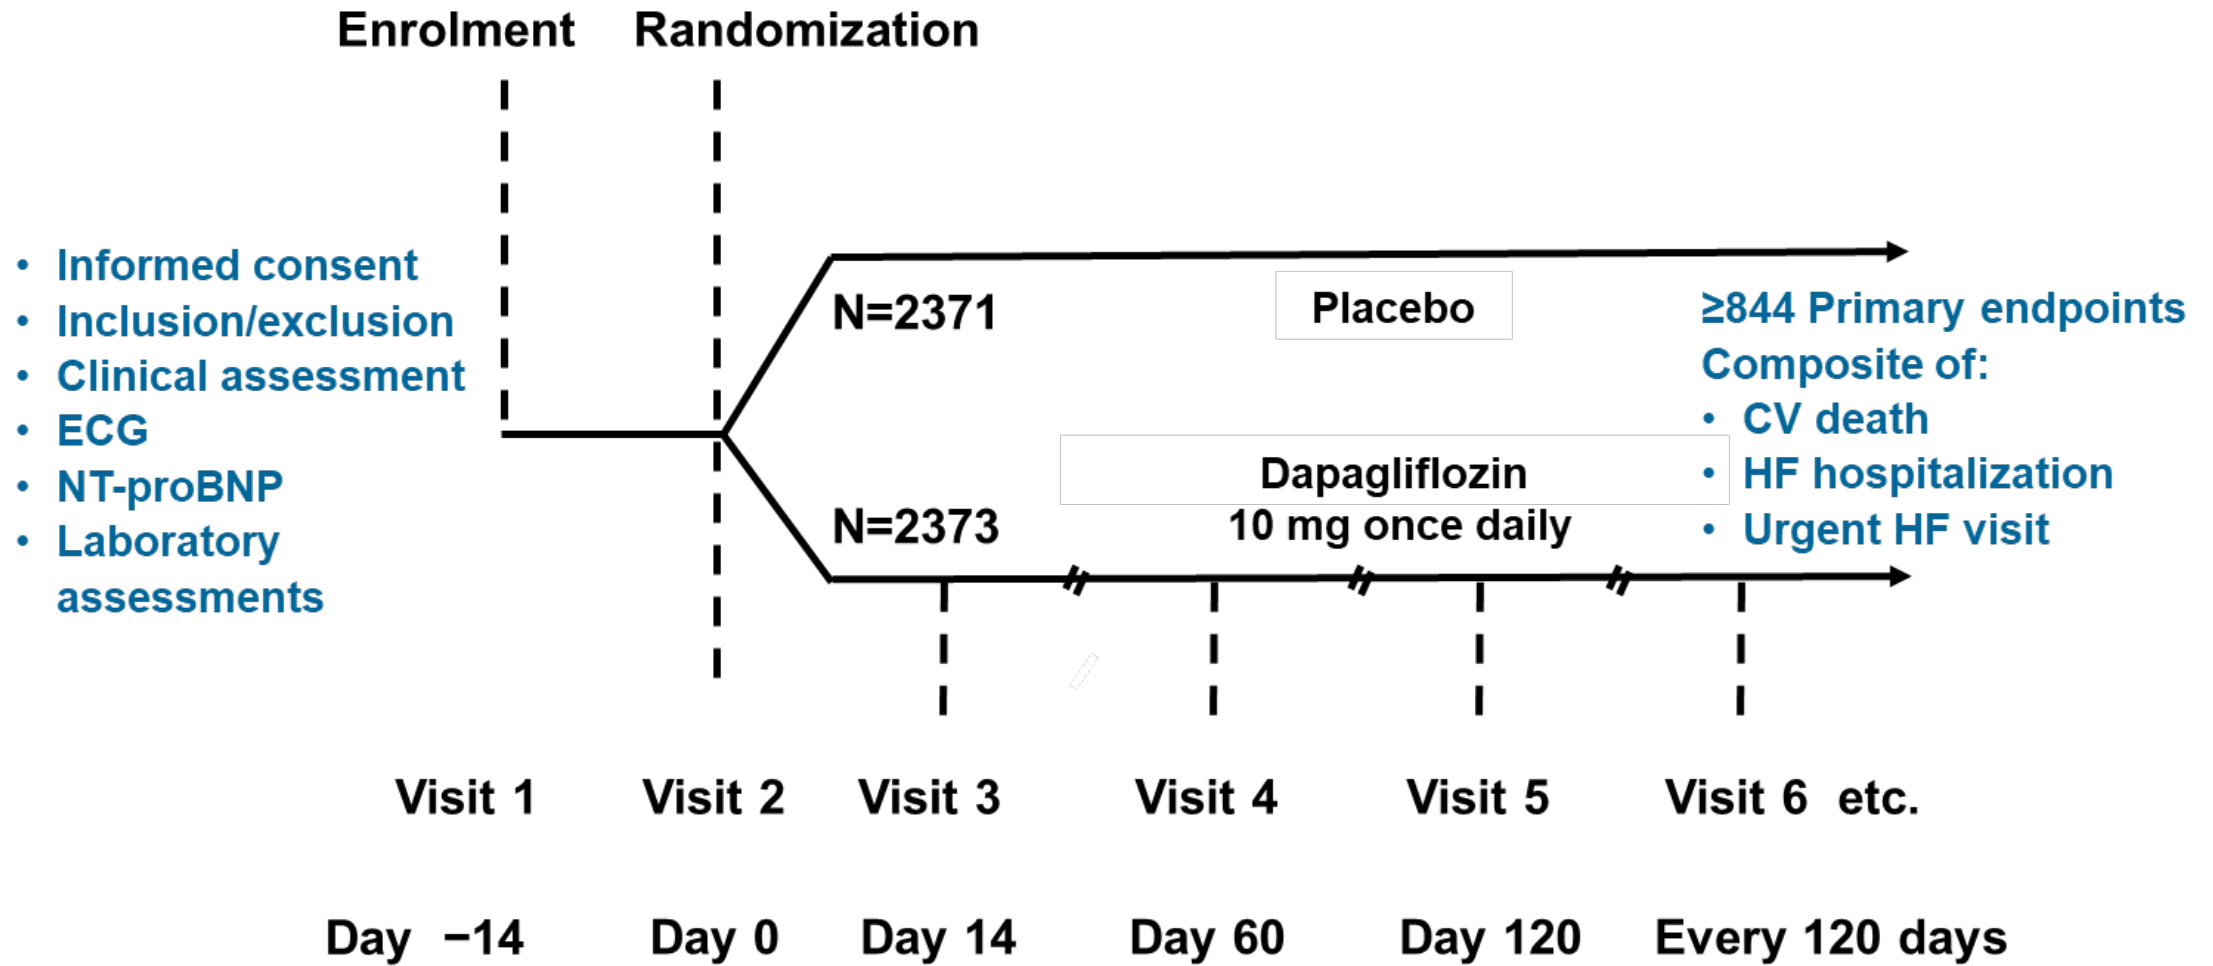 Enrolment Randomization
• Informed consent
• Inclusion/exclusion
• Clinical assessment
• ECG
• NT-proBNP
• Laboratory
assessments
N=2371
Placebo
N=2373
Dapagliflozin
10 mg once daily
≥844 Primary endpoints
Composite of:
• CV death
• HF hospitalization
• Urgent HF visit
Visit 1 Visit 2 Visit 3 Visit 4 Visit 5 Visit 6 etc.
Day −14 Day 0 Day 14 Day 60 Day 120 Every 120 days